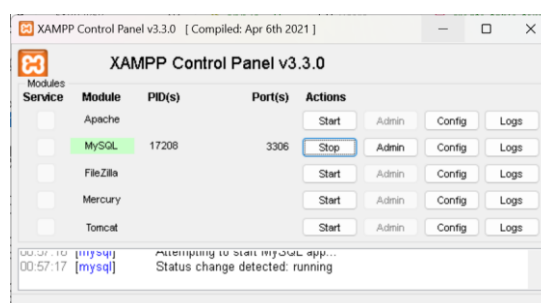 XAMPP Control Panel v3.3.0 [ Compiled: Apr 6th 2021 ]
XAMPP Control Panel v3.3.0
Modules
Service Module PID(s) Port(s) Actions
Apache Start Admin Config Logs
MySQL 17208 3306 Stop Admin Config Logs
FileZilla Start Admin Config Logs
Mercury Start Admin Config Logs
Tomcat Start Admin Config Logs
[mysql] Attempting to start MySQL app...
00:57:17 [mysql] Status change detected: running